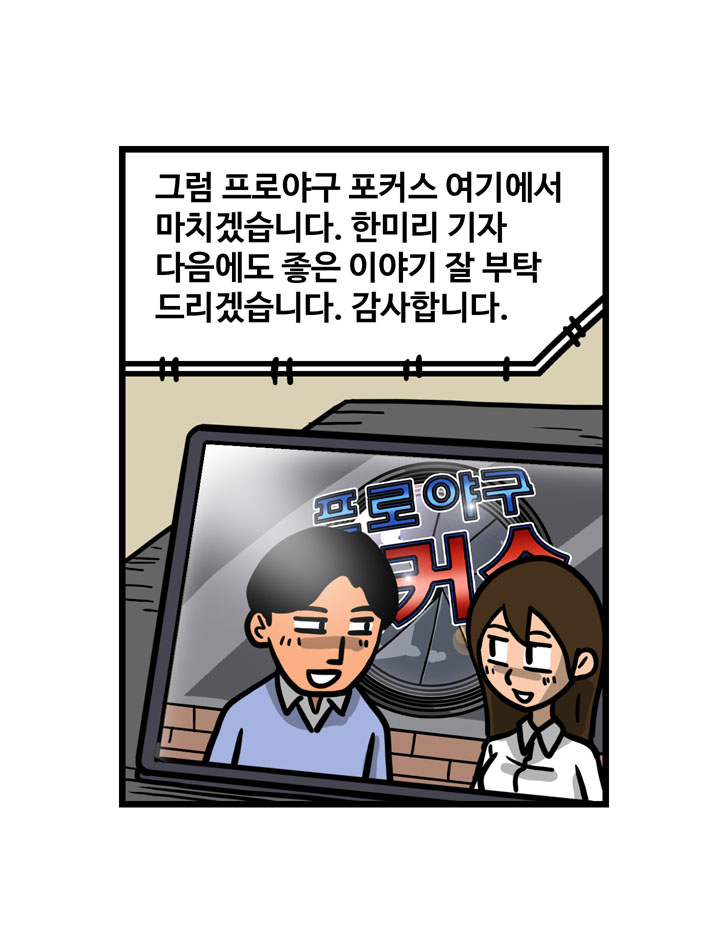 그럼 프로야구 포커스 여기에서
마치겠습니다. 한미리 기자
다음에도 좋은 이야기 잘 부탁
드리겠습니다. 감사합니다.
프로야구
커스